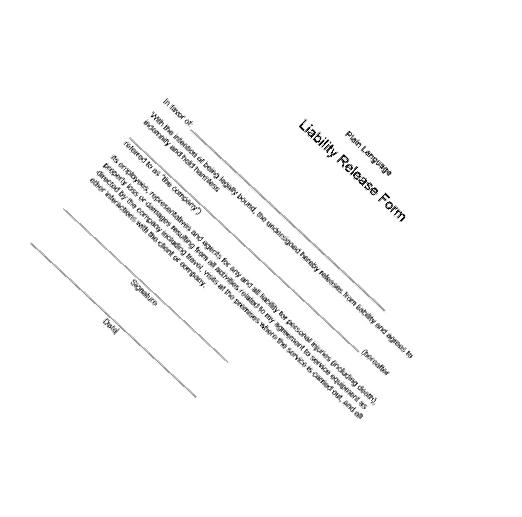 Plain Language
Liability Release Form
In favor of:
With the intention of being legally bound, the undersigned hereby releases from liability and agrees to
indemnify and hold harmless
(hereafter
referred to as "the company")
its employees, representatives and agents for any and all liability for personal injuries (including death),
property loss or damages resulting from all activities relative to my agreement to service equipment as
directed by the company including travel, visits at the premises where the service is carried out, and all
other interactions with the client or company.
Signature
Date